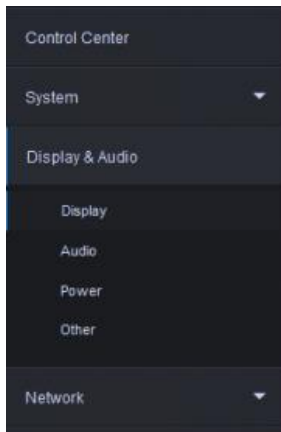 Control Center
System
Display & Audio
Display
Audio
Power
Other
Network